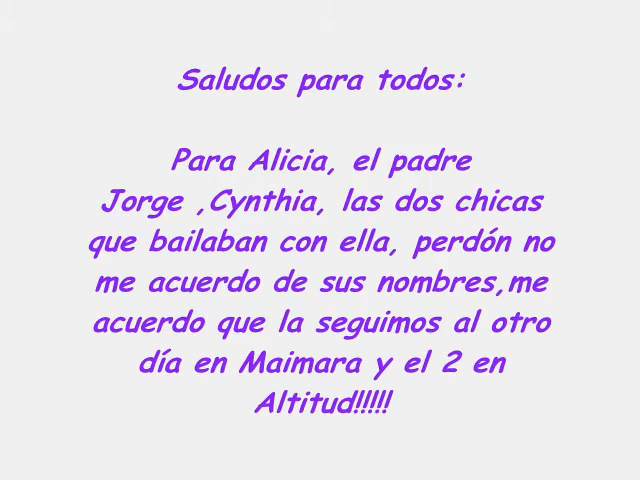 Saludos para todos:
Para Alicia, el padre
Jorge ,Cynthia, las dos chicas
que bailaban con ella, perdón no
me acuerdo de sus nombres,me
acuerdo que la seguimos al otro
día en Maimara y el 2 en
Altitud!!!!!